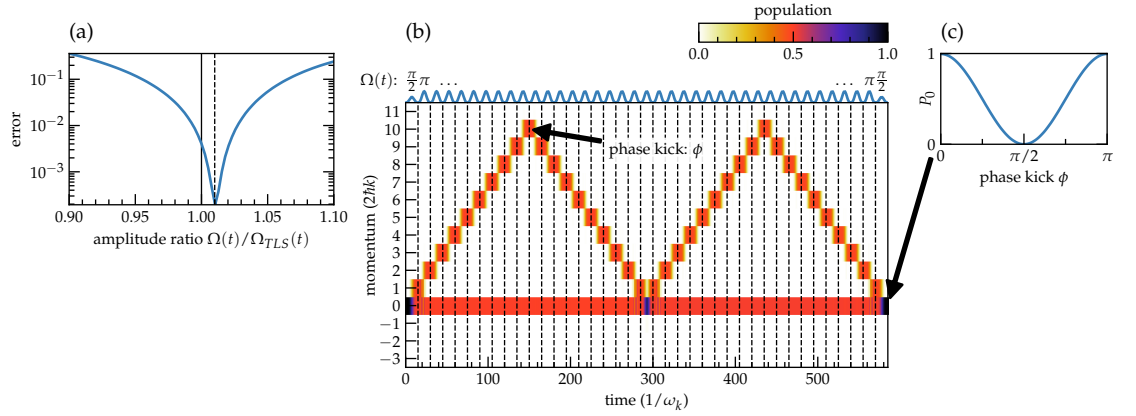 (a)
error
10⁻¹
10⁻²
10⁻³
0.90 0.95 1.00 1.05 1.10
amplitude ratio Ω(t)/Ω_TLS(t)
(b)
population
0.0 0.5 1.0
Ω(t): π/2 π … … π π/2
momentum (2ħk)
11
10
9
8
7
6
5
4
3
2
1
0
−1
−2
−3
phase kick: ϕ
0 100 200 300 400 500
time (1/ω_k)
(c)
P₀
1
0
0 π/2 π
phase kick ϕ